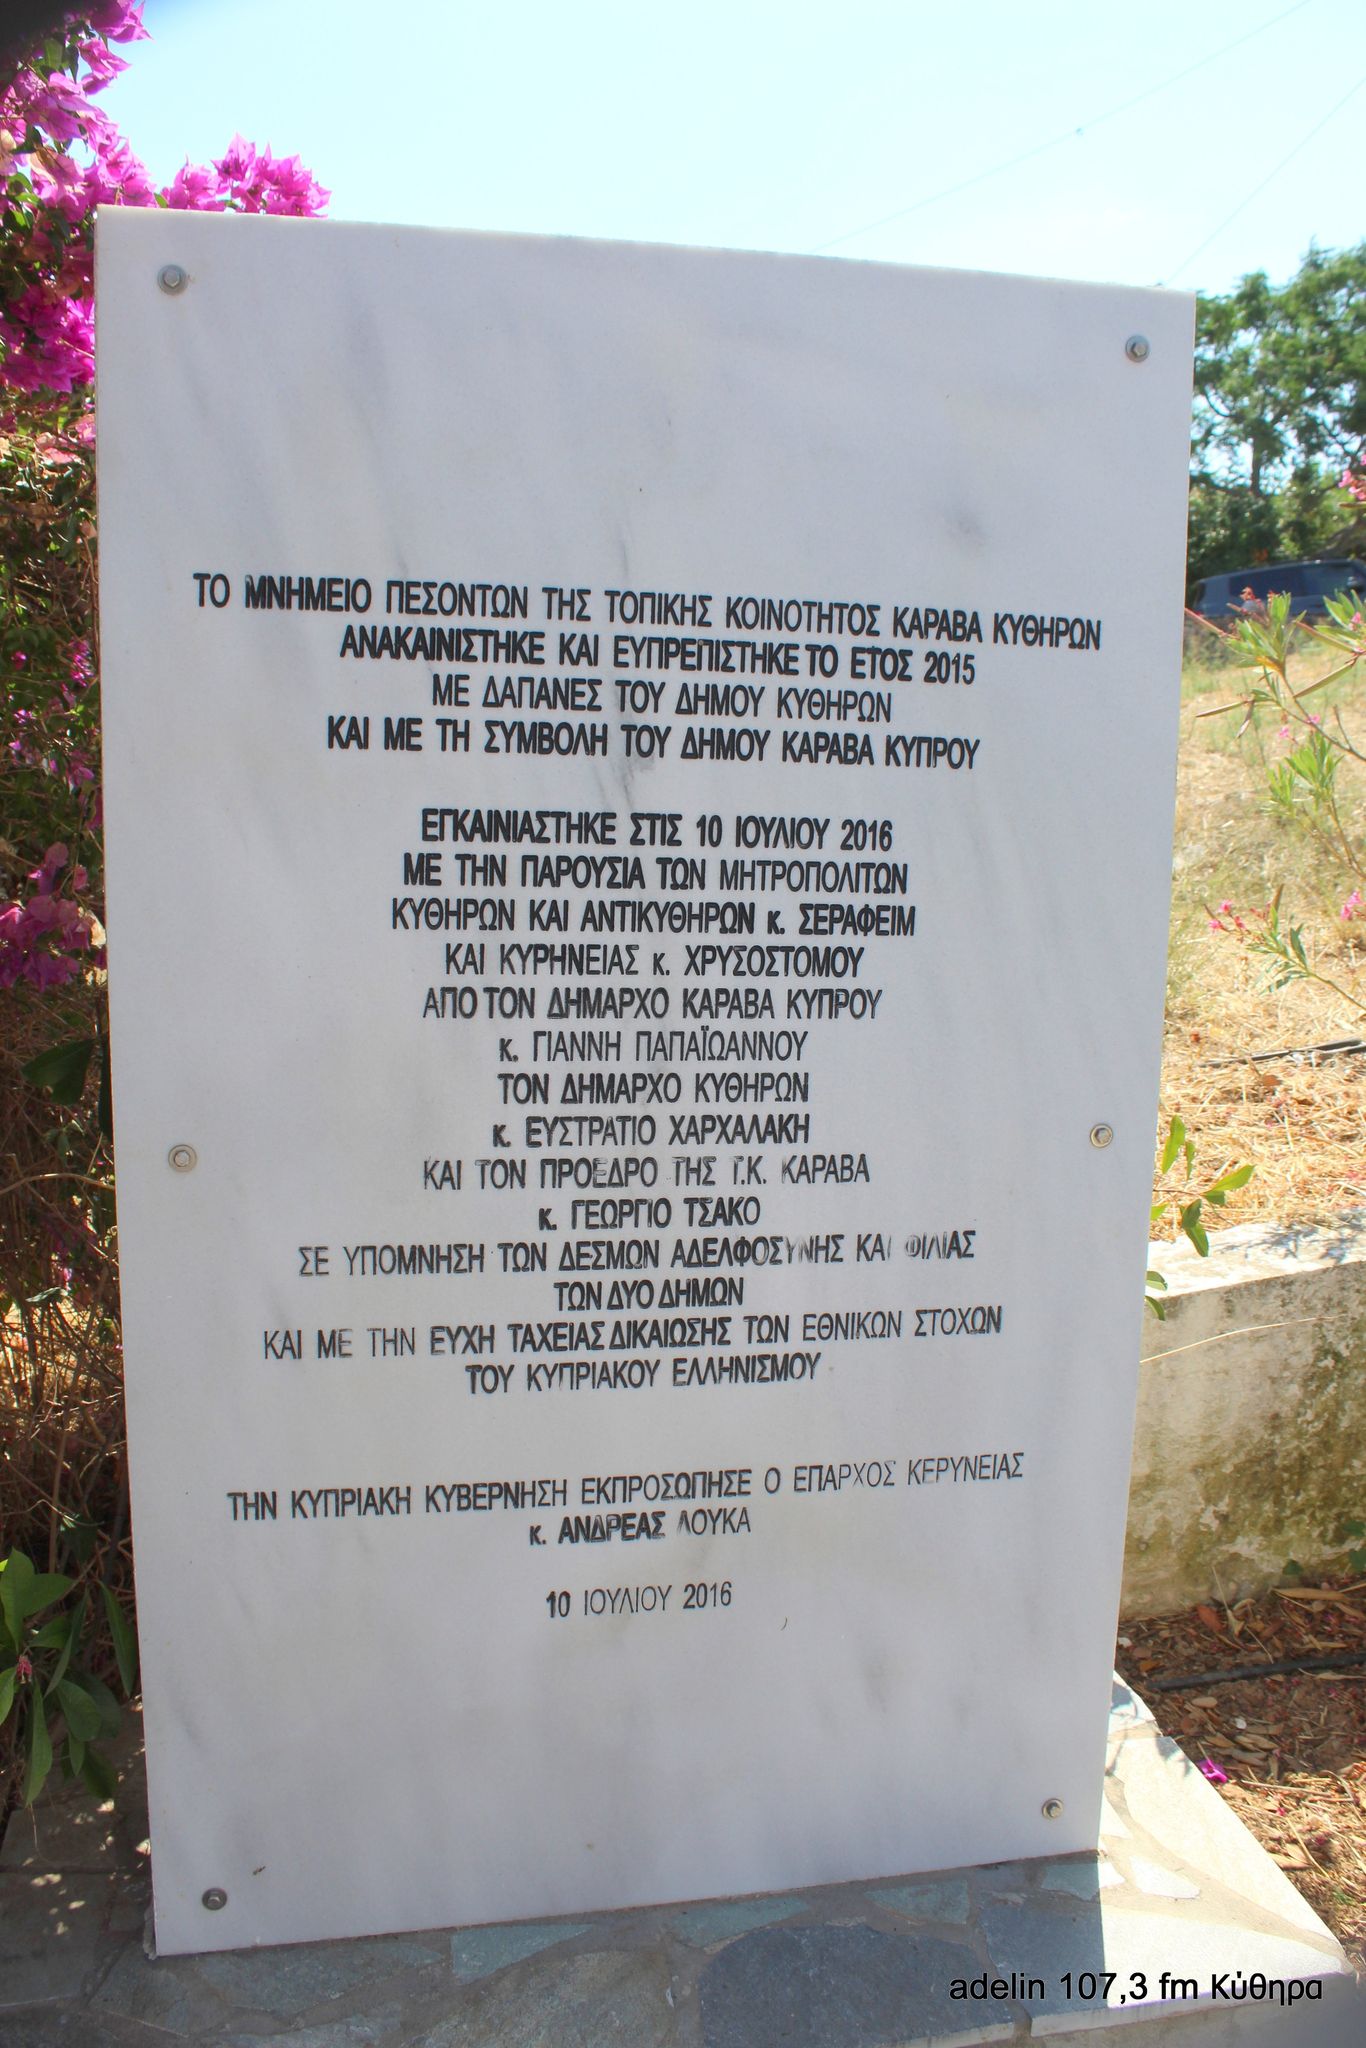 ΤΟ ΜΝΗΜΕΙΟ ΠΕΣΟΝΤΩΝ ΤΗΣ ΤΟΠΙΚΗΣ ΚΟΙΝΟΤΗΤΟΣ ΚΑΡΑΒΑ ΚΥΘΗΡΩΝ
ΑΝΑΚΑΙΝΙΣΤΗΚΕ ΚΑΙ ΕΥΠΡΕΠΙΣΤΗΚΕ ΤΟ ΕΤΟΣ 2015
ΜΕ ΔΑΠΑΝΕΣ ΤΟΥ ΔΗΜΟΥ ΚΥΘΗΡΩΝ
ΚΑΙ ΜΕ ΤΗ ΣΥΜΒΟΛΗ ΤΟΥ ΔΗΜΟΥ ΚΑΡΑΒΑ ΚΥΠΡΟΥ
ΕΓΚΑΙΝΙΑΣΤΗΚΕ ΣΤΙΣ 10 ΙΟΥΛΙΟΥ 2016
ΜΕ ΤΗΝ ΠΑΡΟΥΣΙΑ ΤΩΝ ΜΗΤΡΟΠΟΛΙΤΩΝ
ΚΥΘΗΡΩΝ ΚΑΙ ΑΝΤΙΚΥΘΗΡΩΝ κ. ΣΕΡΑΦΕΙΜ
ΚΑΙ ΚΥΡΗΝΕΙΑΣ κ. ΧΡΥΣΟΣΤΟΜΟΥ
ΑΠΟ ΤΟΝ ΔΗΜΑΡΧΟ ΚΑΡΑΒΑ ΚΥΠΡΟΥ
κ. ΓΙΑΝΝΗ ΠΑΠΑΪΩΑΝΝΟΥ
ΤΟΝ ΔΗΜΑΡΧΟ ΚΥΘΗΡΩΝ
κ. ΕΥΣΤΡΑΤΙΟ ΧΑΡΧΑΛΑΚΗ
ΚΑΙ ΤΟΝ ΠΡΟΕΔΡΟ ΤΗΣ Τ.Κ. ΚΑΡΑΒΑ
κ. ΓΕΩΡΓΙΟ ΤΣΑΚΟ
ΣΕ ΥΠΟΜΝΗΣΗ ΤΩΝ ΔΕΣΜΩΝ ΑΔΕΛΦΟΣΥΝΗΣ ΚΑΙ ΦΙΛΙΑΣ
ΤΩΝ ΔΥΟ ΔΗΜΩΝ
ΚΑΙ ΜΕ ΤΗΝ ΕΥΧΗ ΤΑΧΕΙΑΣ ΔΙΚΑΙΩΣΗΣ ΤΩΝ ΕΘΝΙΚΩΝ ΣΤΟΧΩΝ
ΤΟΥ ΚΥΠΡΙΑΚΟΥ ΕΛΛΗΝΙΣΜΟΥ
ΤΗΝ ΚΥΠΡΙΑΚΗ ΚΥΒΕΡΝΗΣΗ ΕΚΠΡΟΣΩΠΗΣΕ Ο ΕΠΑΡΧΟΣ ΚΕΡΥΝΕΙΑΣ
κ. ΑΝΔΡΕΑΣ ΛΟΥΚΑ
10 ΙΟΥΛΙΟΥ 2016
adelin 107,3 fm Κύθηρα